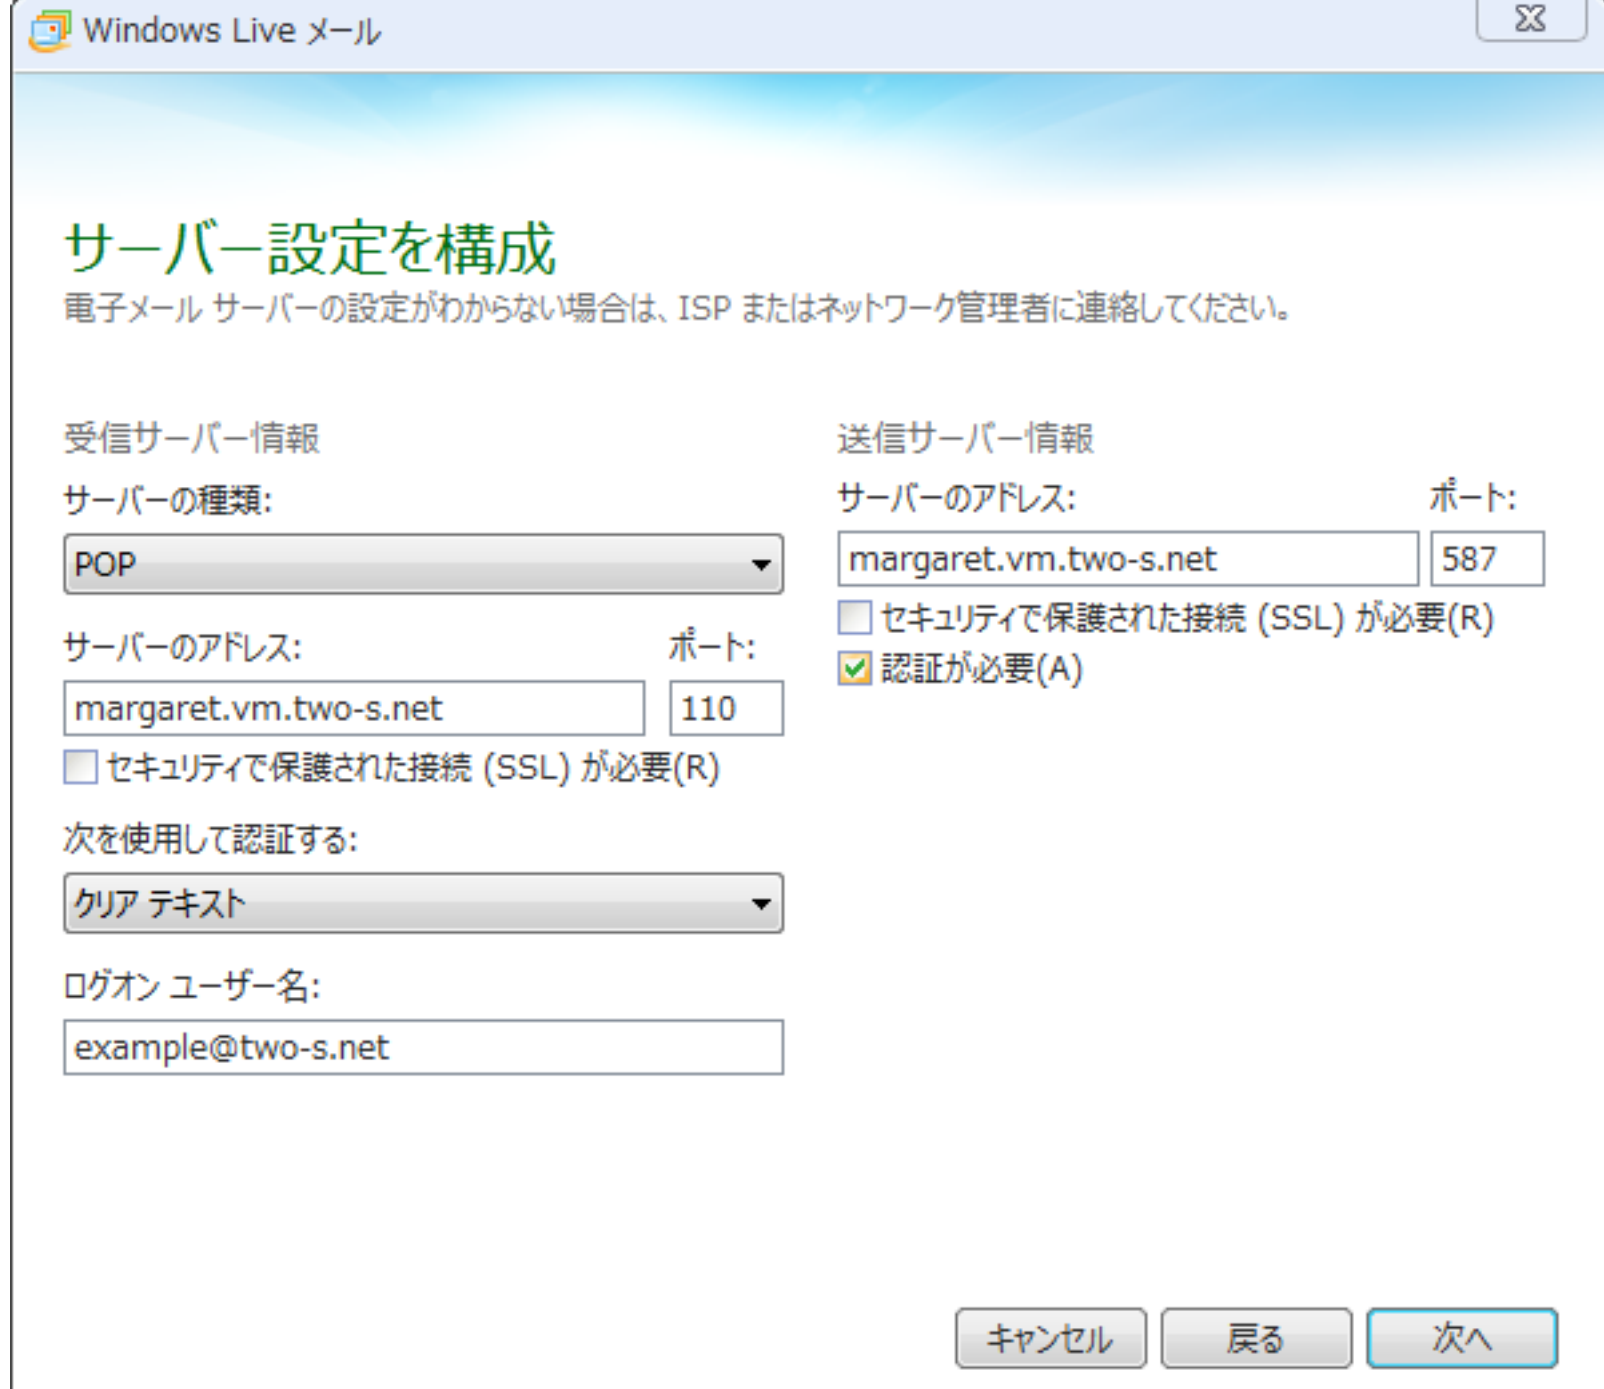 Windows Live メール
サーバー設定を構成
電子メール サーバーの設定がわからない場合は、ISP またはネットワーク管理者に連絡してください。
受信サーバー情報
サーバーの種類:
POP
サーバーのアドレス: ポート:
margaret.vm.two-s.net 110
セキュリティで保護された接続 (SSL) が必要(R)
次を使用して認証する:
クリア テキスト
ログオン ユーザー名:
example@two-s.net
送信サーバー情報
サーバーのアドレス: ポート:
margaret.vm.two-s.net 587
セキュリティで保護された接続 (SSL) が必要(R)
認証が必要(A)
キャンセル 戻る 次へ